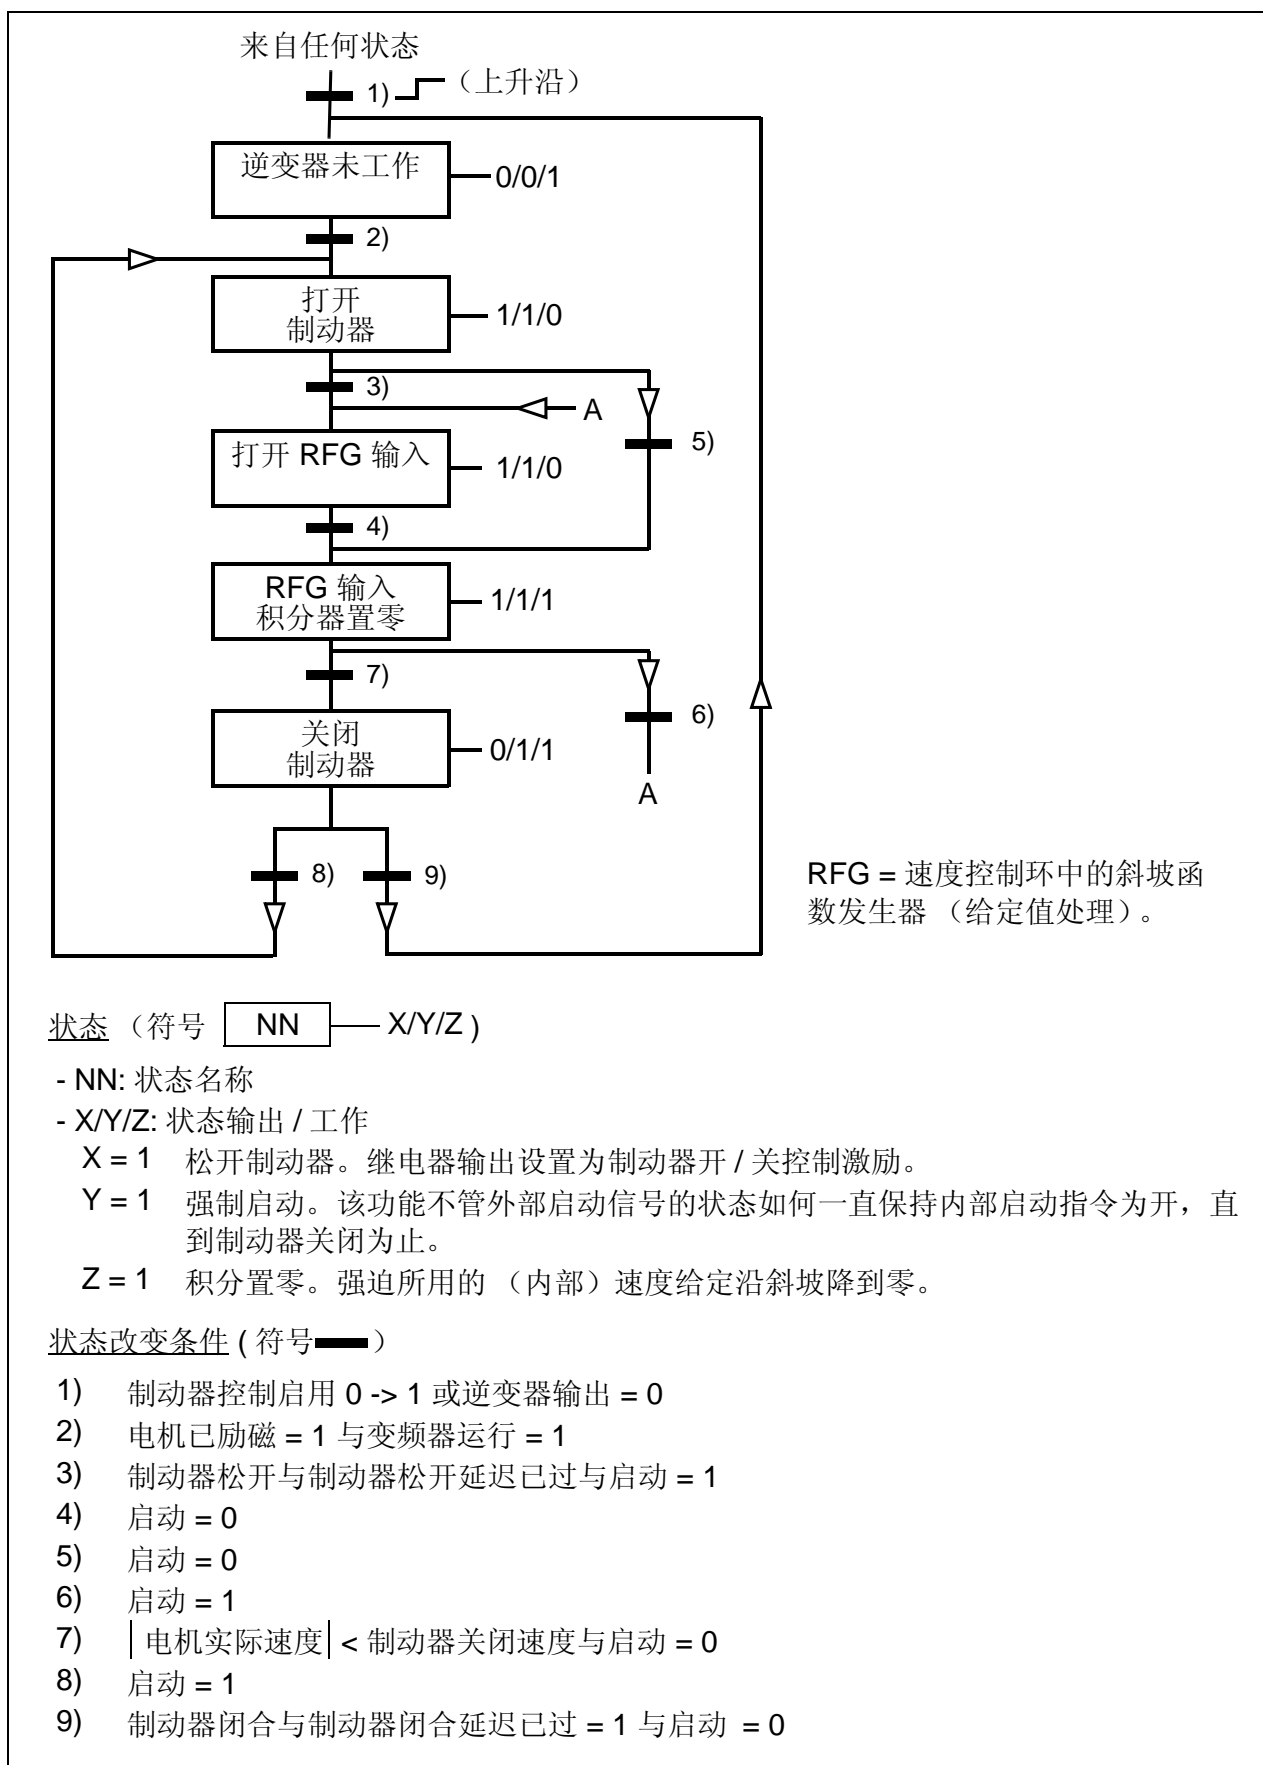 来自任何状态
1) （上升沿）
逆变器未工作
0/0/1
2)
打开
制动器
1/1/0
3)
A
5)
打开 RFG 输入
1/1/0
4)
RFG 输入
积分器置零
1/1/1
7)
6)
关闭
制动器
0/1/1
A
8)
9)
RFG = 速度控制环中的斜坡函
数发生器 （给定值处理）。
状态 （符号 NN X/Y/Z )
- NN: 状态名称
- X/Y/Z: 状态输出 / 工作
X = 1 松开制动器。继电器输出设置为制动器开 / 关控制激励。
Y = 1 强制启动。该功能不管外部启动信号的状态如何一直保持内部启动指令为开，直
到制动器关闭为止。
Z = 1 积分置零。强迫所用的 （内部）速度给定沿斜坡降到零。
状态改变条件 ( 符号 ）
1) 制动器控制启用 0 -> 1 或逆变器输出 = 0
2) 电机已励磁 = 1 与变频器运行 = 1
3) 制动器松开与制动器松开延迟已过与启动 = 1
4) 启动 = 0
5) 启动 = 0
6) 启动 = 1
7) | 电机实际速度| < 制动器关闭速度与启动 = 0
8) 启动 = 1
9) 制动器闭合与制动器闭合延迟已过 = 1 与启动 = 0